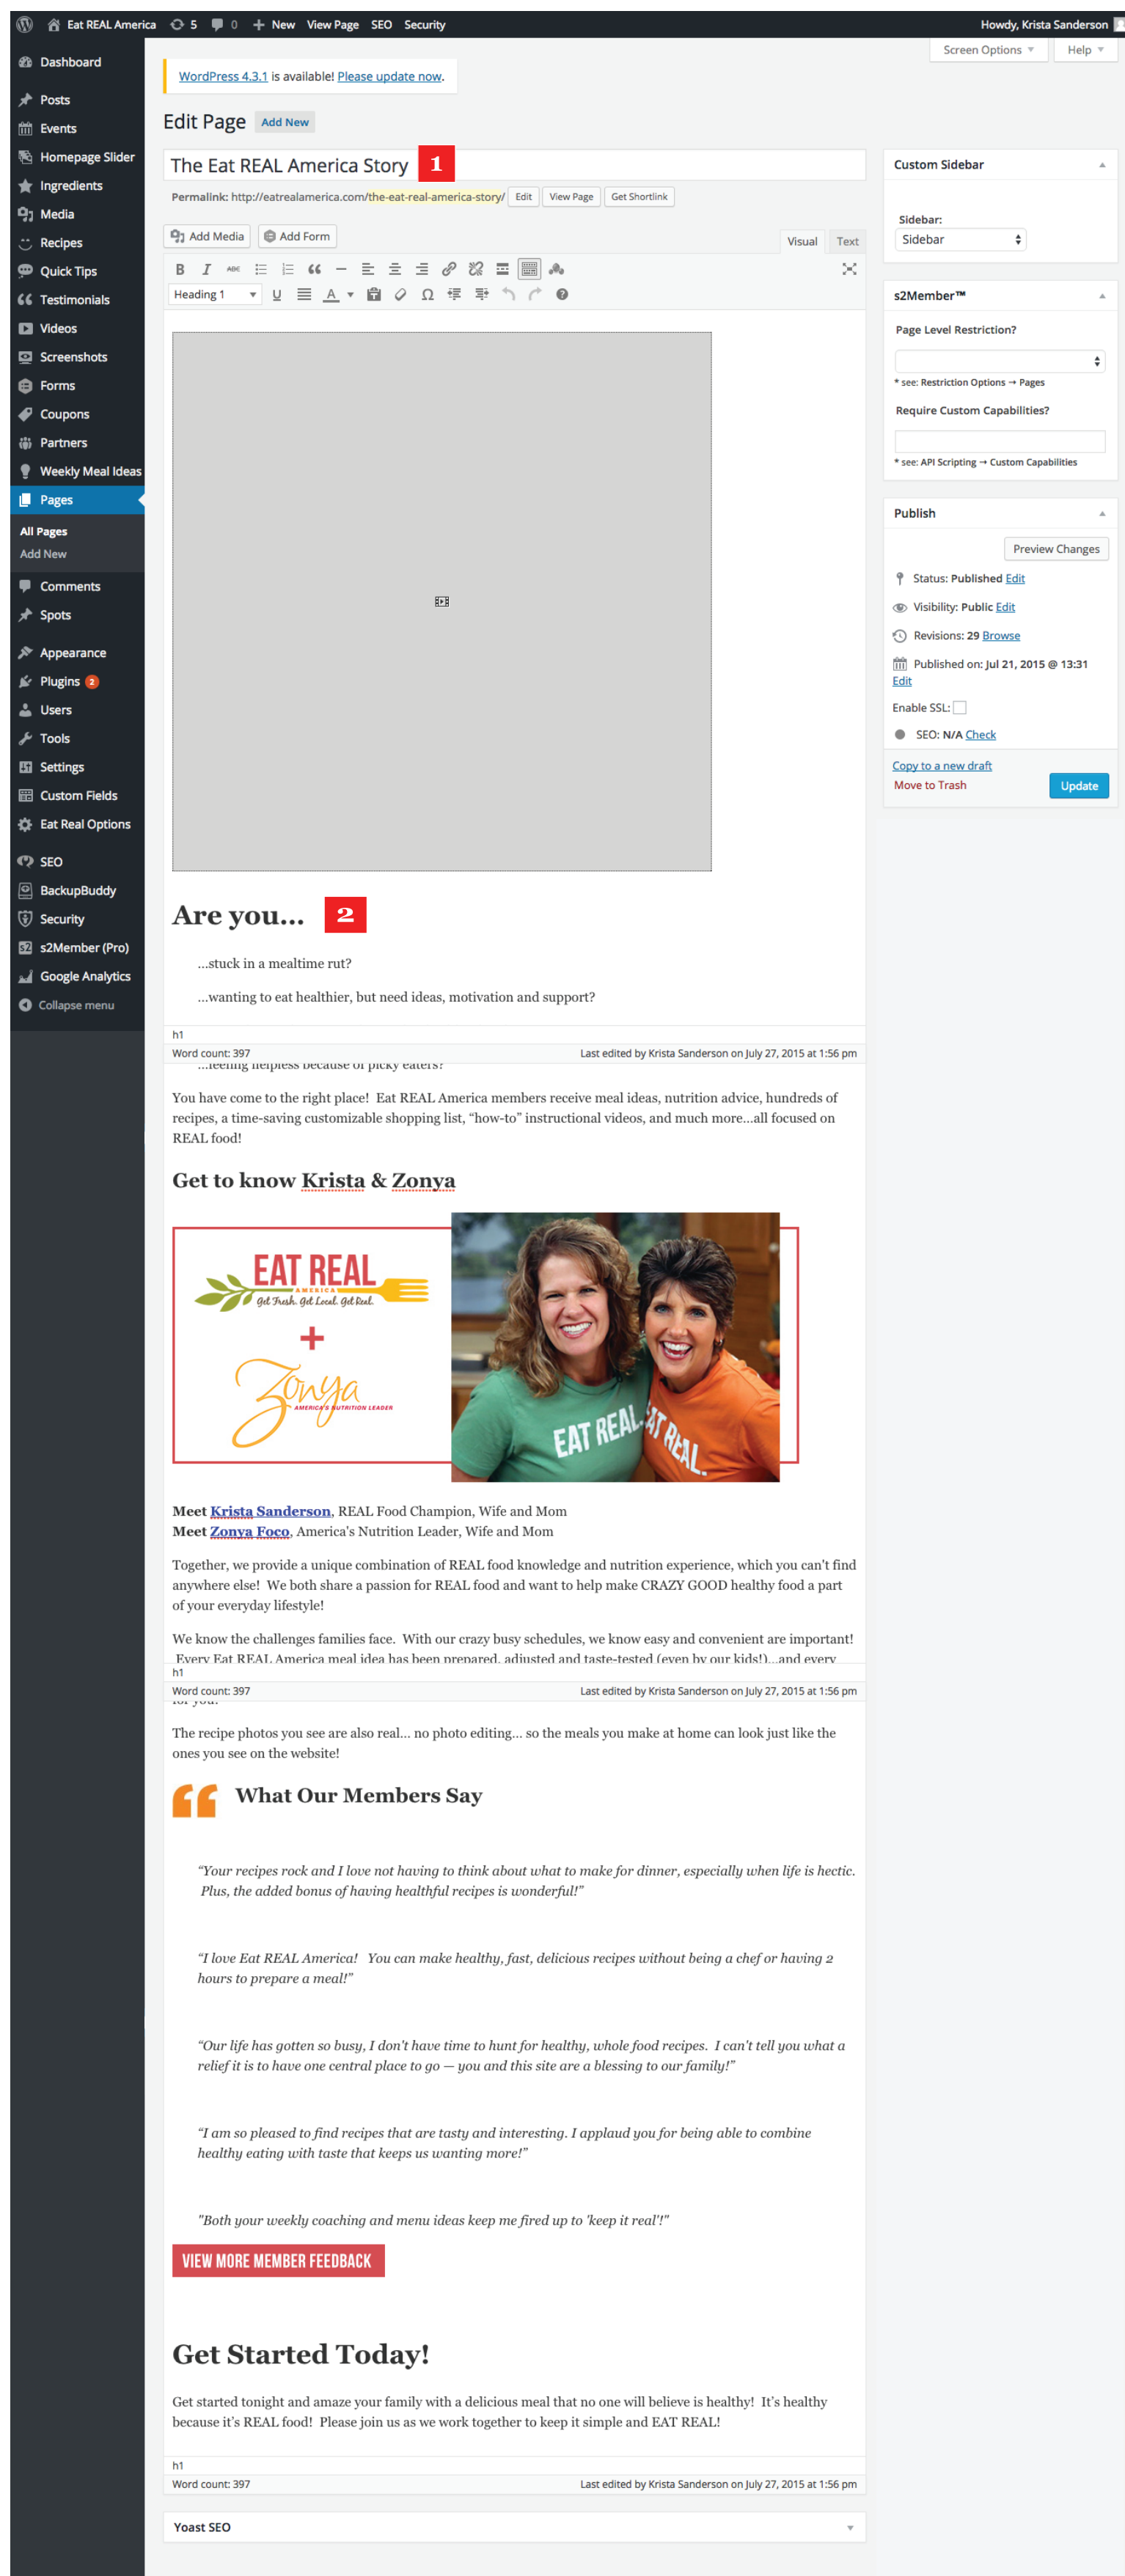 Eat REAL America 5 0 + New View Page SEO Security Howdy, Krista Sanderson
Screen Options Help
Dashboard
Posts
Events
Homepage Slider
Ingredients
Media
Recipes
Quick Tips
Testimonials
Videos
Screenshots
Forms
Coupons
Partners
Weekly Meal Ideas
Pages
All Pages
Add New
Comments
Spots
Appearance
Plugins 2
Users
Tools
Settings
Custom Fields
Eat Real Options
SEO
BackupBuddy
Security
s2Member (Pro)
Google Analytics
Collapse menu
WordPress 4.3.1 is available! Please update now.
Edit Page Add New
The Eat REAL America Story 1
Permalink: http://eatrealamerica.com/the-eat-real-america-story/ Edit View Page Get Shortlink
Add Media Add Form
Visual Text
B I ABC
Heading 1 U A Ω
Are you... 2
...stuck in a mealtime rut?
...wanting to eat healthier, but need ideas, motivation and support?
h1
Word count: 397 Last edited by Krista Sanderson on July 27, 2015 at 1:56 pm
...feeling helpless because of picky eaters?
You have come to the right place! Eat REAL America members receive meal ideas, nutrition advice, hundreds of
recipes, a time-saving customizable shopping list, “how-to” instructional videos, and much more...all focused on
REAL food!
Get to know Krista & Zonya
EAT REAL
AMERICA
Get Fresh. Get Local. Get Real.
+
Zonya
AMERICA'S NUTRITION LEADER
EAT REAL.
EAT REAL.
Meet Krista Sanderson, REAL Food Champion, Wife and Mom
Meet Zonya Foco, America's Nutrition Leader, Wife and Mom
Together, we provide a unique combination of REAL food knowledge and nutrition experience, which you can't find
anywhere else! We both share a passion for REAL food and want to help make CRAZY GOOD healthy food a part
of your everyday lifestyle!
We know the challenges families face. With our crazy busy schedules, we know easy and convenient are important!
Every Eat REAL America meal idea has been prepared, adjusted and taste-tested (even by our kids!)...and every
h1
Word count: 397 Last edited by Krista Sanderson on July 27, 2015 at 1:56 pm
for you.
The recipe photos you see are also real... no photo editing... so the meals you make at home can look just like the
ones you see on the website!
What Our Members Say
“Your recipes rock and I love not having to think about what to make for dinner, especially when life is hectic.
Plus, the added bonus of having healthful recipes is wonderful!”
“I love Eat REAL America! You can make healthy, fast, delicious recipes without being a chef or having 2
hours to prepare a meal!”
“Our life has gotten so busy, I don't have time to hunt for healthy, whole food recipes. I can't tell you what a
relief it is to have one central place to go — you and this site are a blessing to our family!”
“I am so pleased to find recipes that are tasty and interesting. I applaud you for being able to combine
healthy eating with taste that keeps us wanting more!”
"Both your weekly coaching and menu ideas keep me fired up to 'keep it real'!"
VIEW MORE MEMBER FEEDBACK
Get Started Today!
Get started tonight and amaze your family with a delicious meal that no one will believe is healthy! It’s healthy
because it’s REAL food! Please join us as we work together to keep it simple and EAT REAL!
h1
Word count: 397 Last edited by Krista Sanderson on July 27, 2015 at 1:56 pm
Yoast SEO
Custom Sidebar
Sidebar:
Sidebar
s2Member™
Page Level Restriction?
* see: Restriction Options → Pages
Require Custom Capabilities?
* see: API Scripting → Custom Capabilities
Publish
Preview Changes
Status: Published Edit
Visibility: Public Edit
Revisions: 29 Browse
Published on: Jul 21, 2015 @ 13:31
Edit
Enable SSL:
SEO: N/A Check
Copy to a new draft
Move to Trash Update